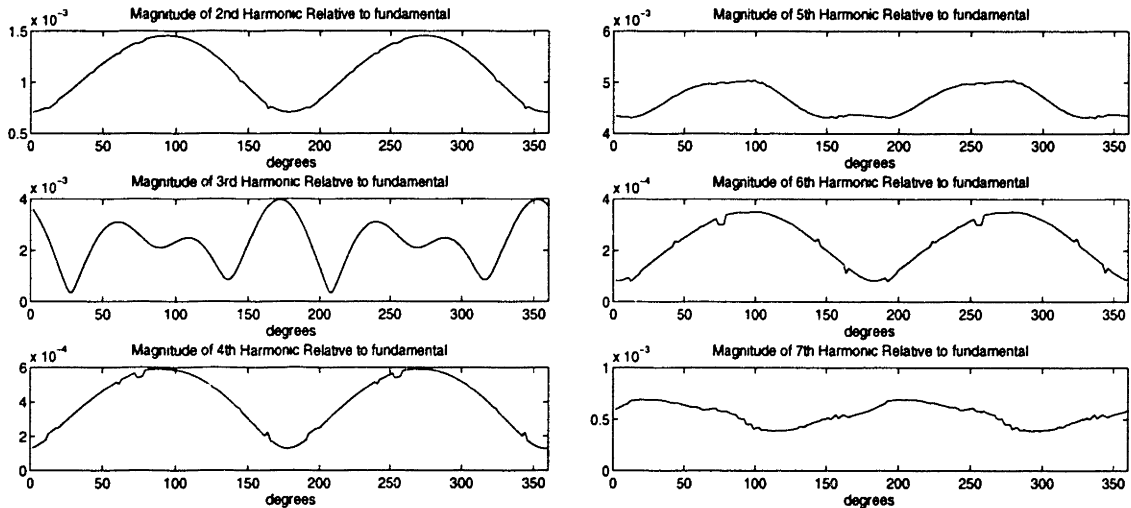 Magnitude of 2nd Harmonic Relative to fundamental
x 10⁻³
1.5
1
0.5
0 50 100 150 200 250 300 350
degrees
Magnitude of 3rd Harmonic Relative to fundamental
x 10⁻³
4
2
0
0 50 100 150 200 250 300 350
degrees
Magnitude of 4th Harmonic Relative to fundamental
x 10⁻⁴
6
4
2
0
0 50 100 150 200 250 300 350
degrees
Magnitude of 5th Harmonic Relative to fundamental
x 10⁻³
6
5
4
0 50 100 150 200 250 300 350
degrees
Magnitude of 6th Harmonic Relative to fundamental
x 10⁻⁴
4
2
0
0 50 100 150 200 250 300 350
degrees
Magnitude of 7th Harmonic Relative to fundamental
x 10⁻³
1
0.5
0
0 50 100 150 200 250 300 350
degrees